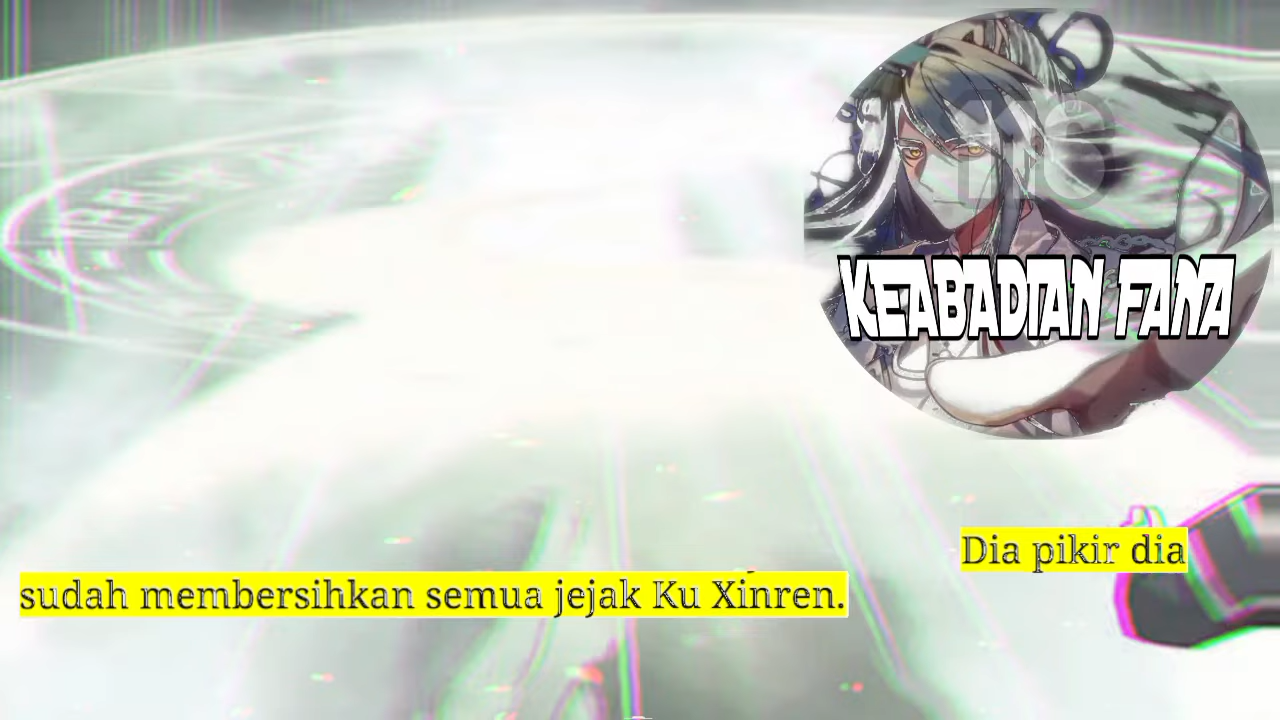 KEABADIAN FANA
Dia pikir dia
sudah membersihkan semua jejak Ku Xinren.